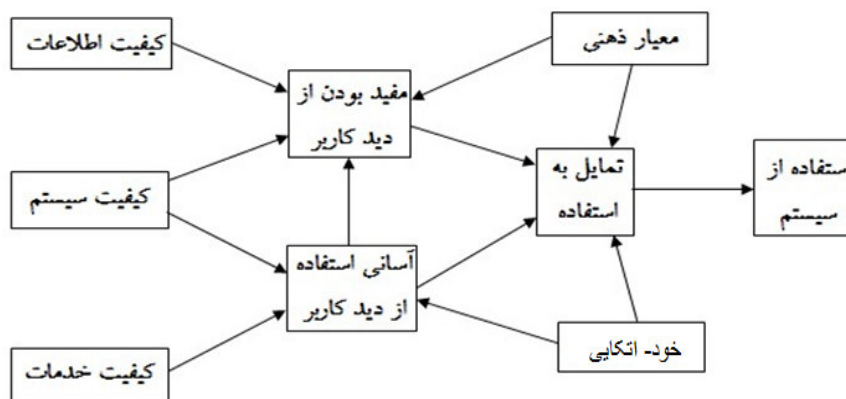 کیفیت اطلاعات
معیار ذهنی
مفید بودن از
دید کاربر
تمایل به
استفاده
ستفاده از
سیستم
کیفیت سیستم
آسانی استفاده
از دید کاربر
خود- اتکایی
کیفیت خدمات